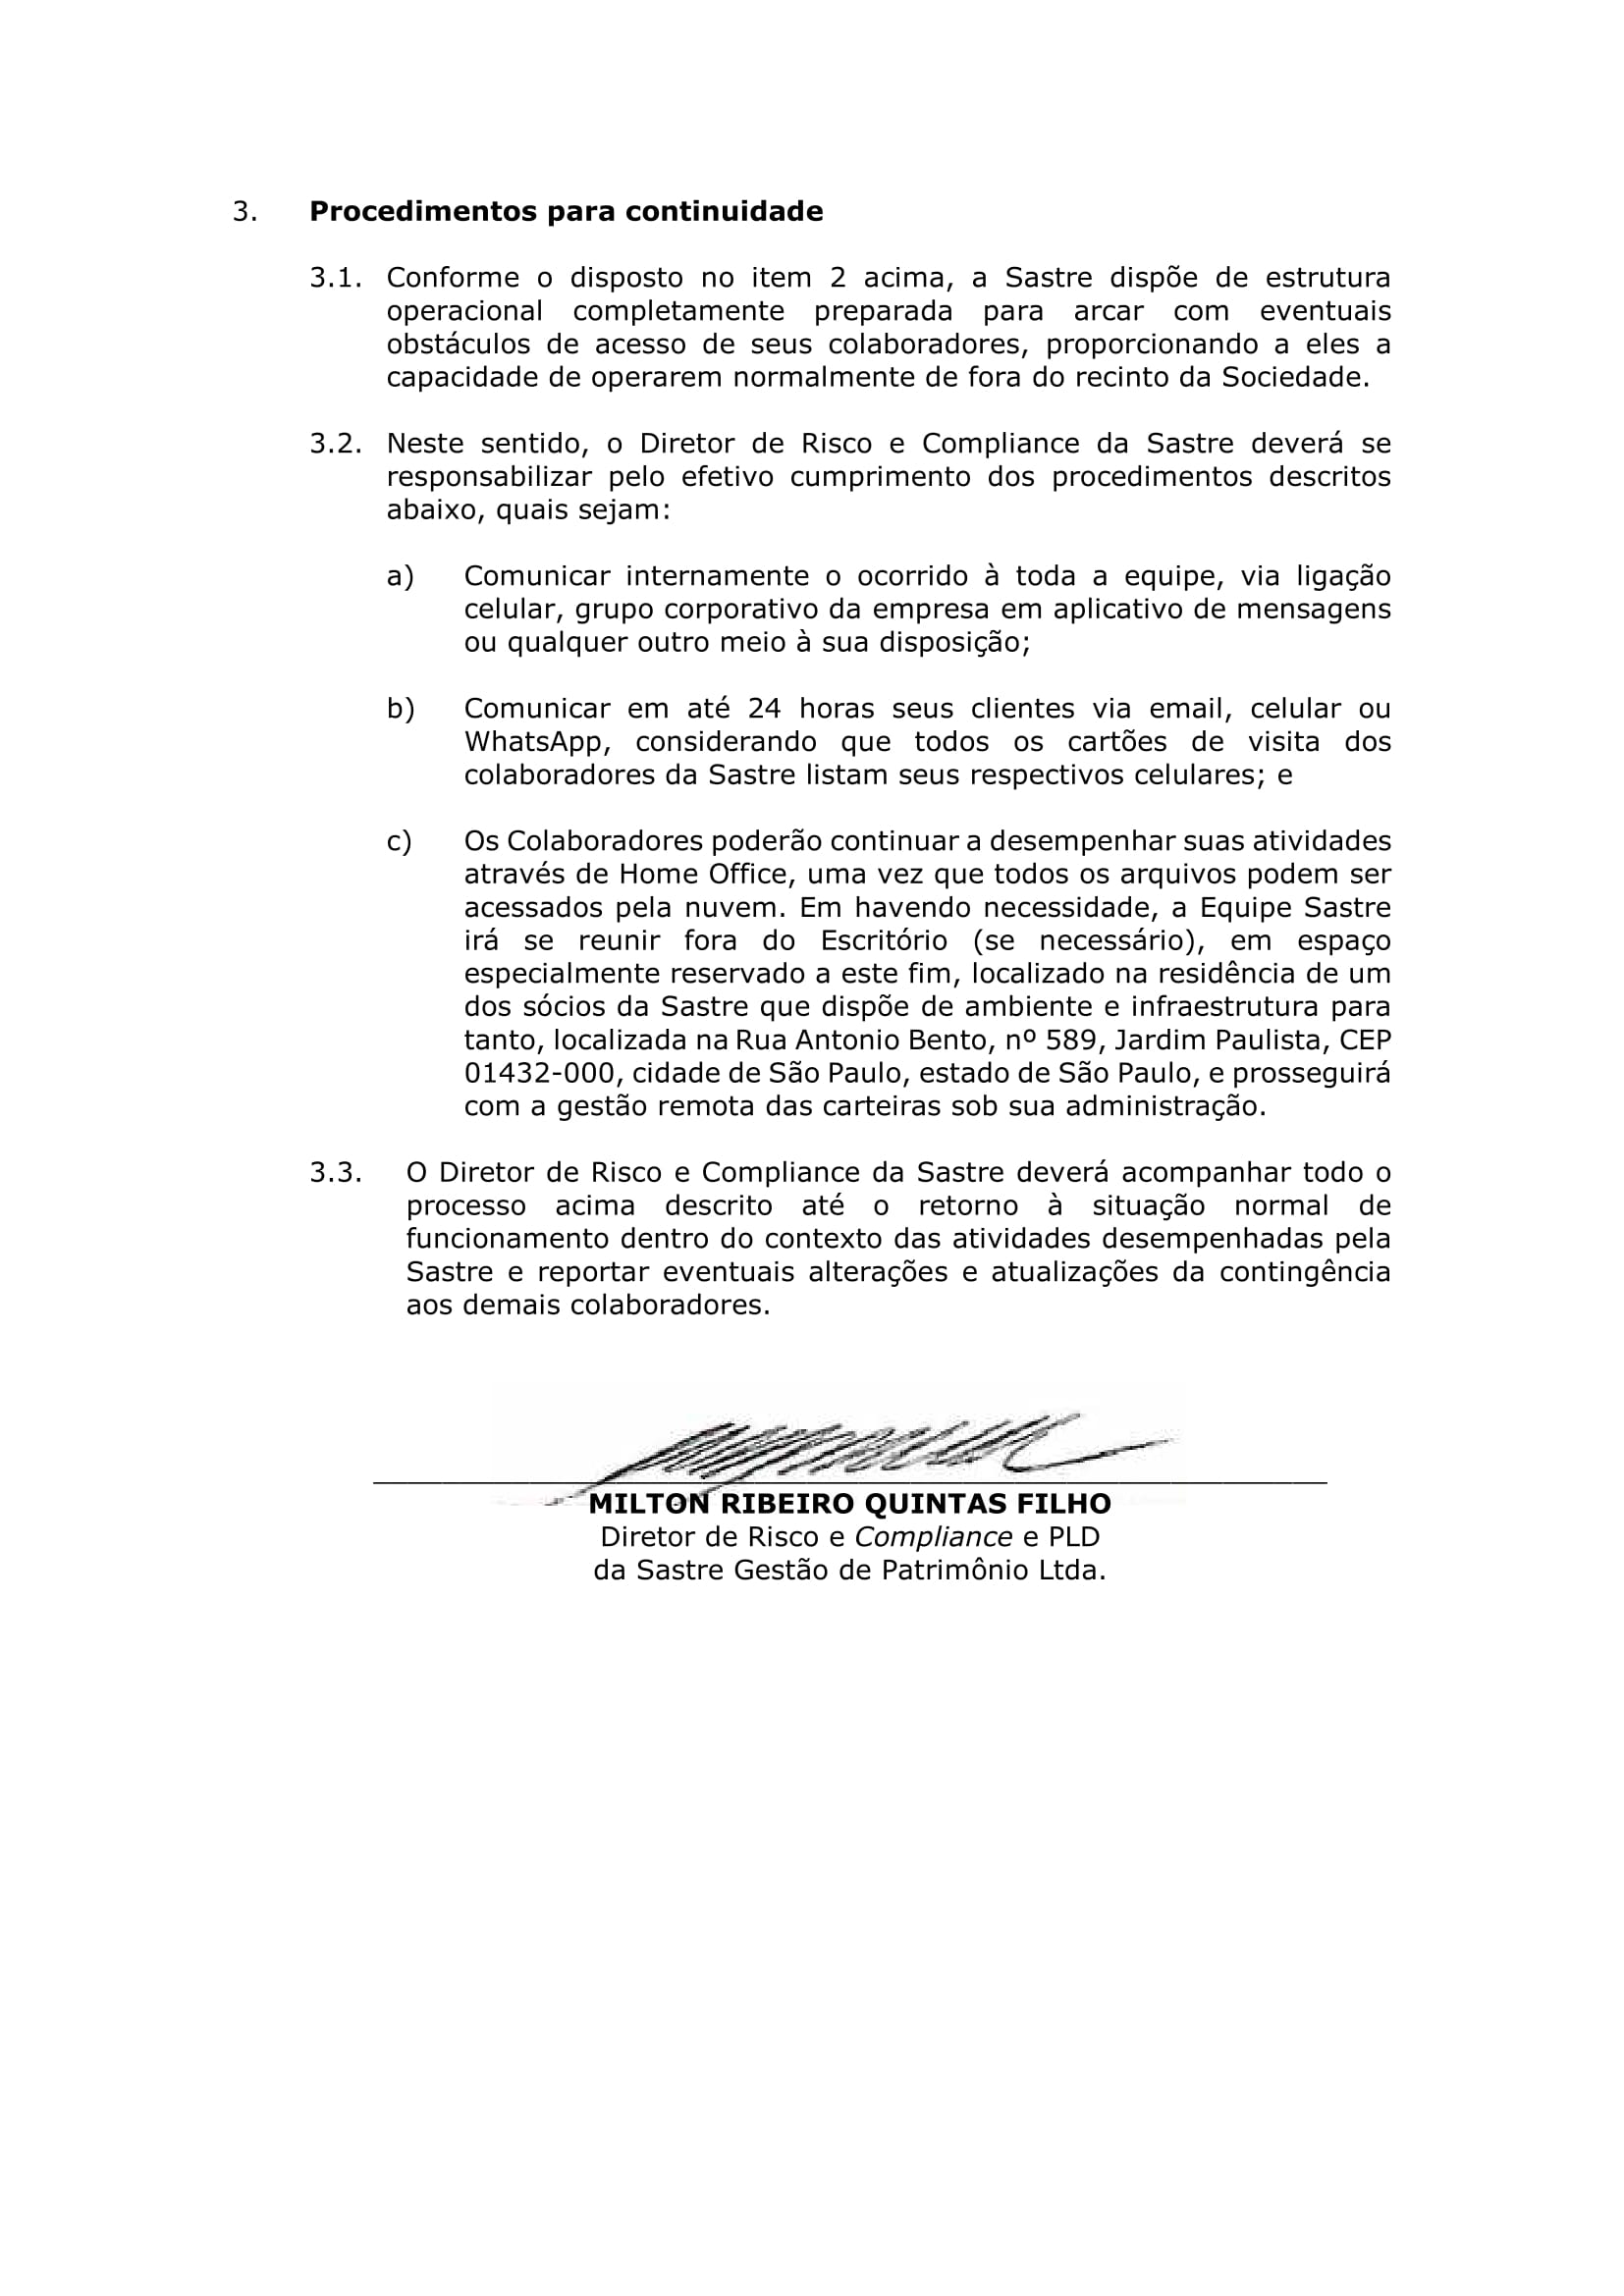 3. Procedimentos para continuidade
3.1. Conforme o disposto no item 2 acima, a Sastre dispõe de estrutura
operacional completamente preparada para arcar com eventuais
obstáculos de acesso de seus colaboradores, proporcionando a eles a
capacidade de operarem normalmente de fora do recinto da Sociedade.
3.2. Neste sentido, o Diretor de Risco e Compliance da Sastre deverá se
responsabilizar pelo efetivo cumprimento dos procedimentos descritos
abaixo, quais sejam:
a) Comunicar internamente o ocorrido à toda a equipe, via ligação
celular, grupo corporativo da empresa em aplicativo de mensagens
ou qualquer outro meio à sua disposição;
b) Comunicar em até 24 horas seus clientes via email, celular ou
WhatsApp, considerando que todos os cartões de visita dos
colaboradores da Sastre listam seus respectivos celulares; e
c) Os Colaboradores poderão continuar a desempenhar suas atividades
através de Home Office, uma vez que todos os arquivos podem ser
acessados pela nuvem. Em havendo necessidade, a Equipe Sastre
irá se reunir fora do Escritório (se necessário), em espaço
especialmente reservado a este fim, localizado na residência de um
dos sócios da Sastre que dispõe de ambiente e infraestrutura para
tanto, localizada na Rua Antonio Bento, nº 589, Jardim Paulista, CEP
01432-000, cidade de São Paulo, estado de São Paulo, e prosseguirá
com a gestão remota das carteiras sob sua administração.
3.3. O Diretor de Risco e Compliance da Sastre deverá acompanhar todo o
processo acima descrito até o retorno à situação normal de
funcionamento dentro do contexto das atividades desempenhadas pela
Sastre e reportar eventuais alterações e atualizações da contingência
aos demais colaboradores.
MILTON RIBEIRO QUINTAS FILHO
Diretor de Risco e Compliance e PLD
da Sastre Gestão de Patrimônio Ltda.